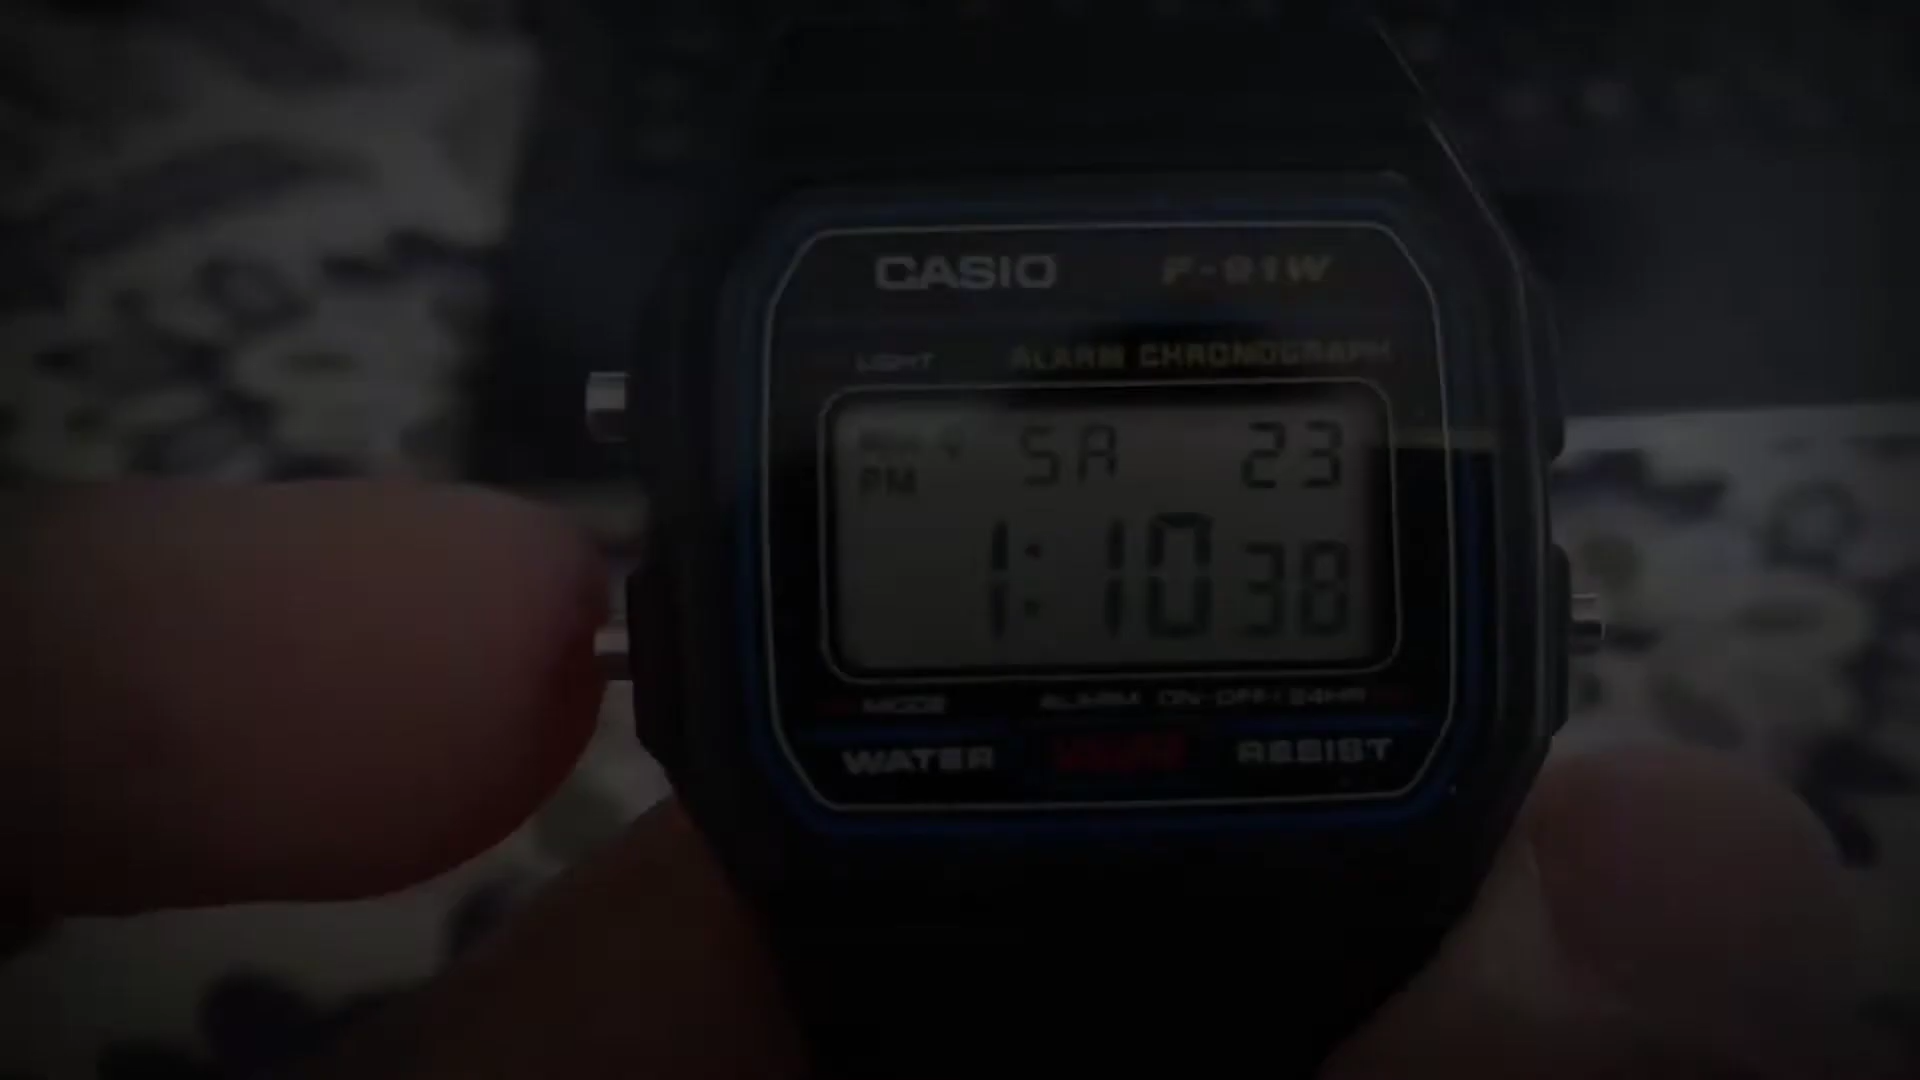 CASIO F-91W
LIGHT ALARM CHRONOGRAPH
SA 23
PM
1:10 38
MODE ALARM ON·OFF/24HR
WATER RESIST